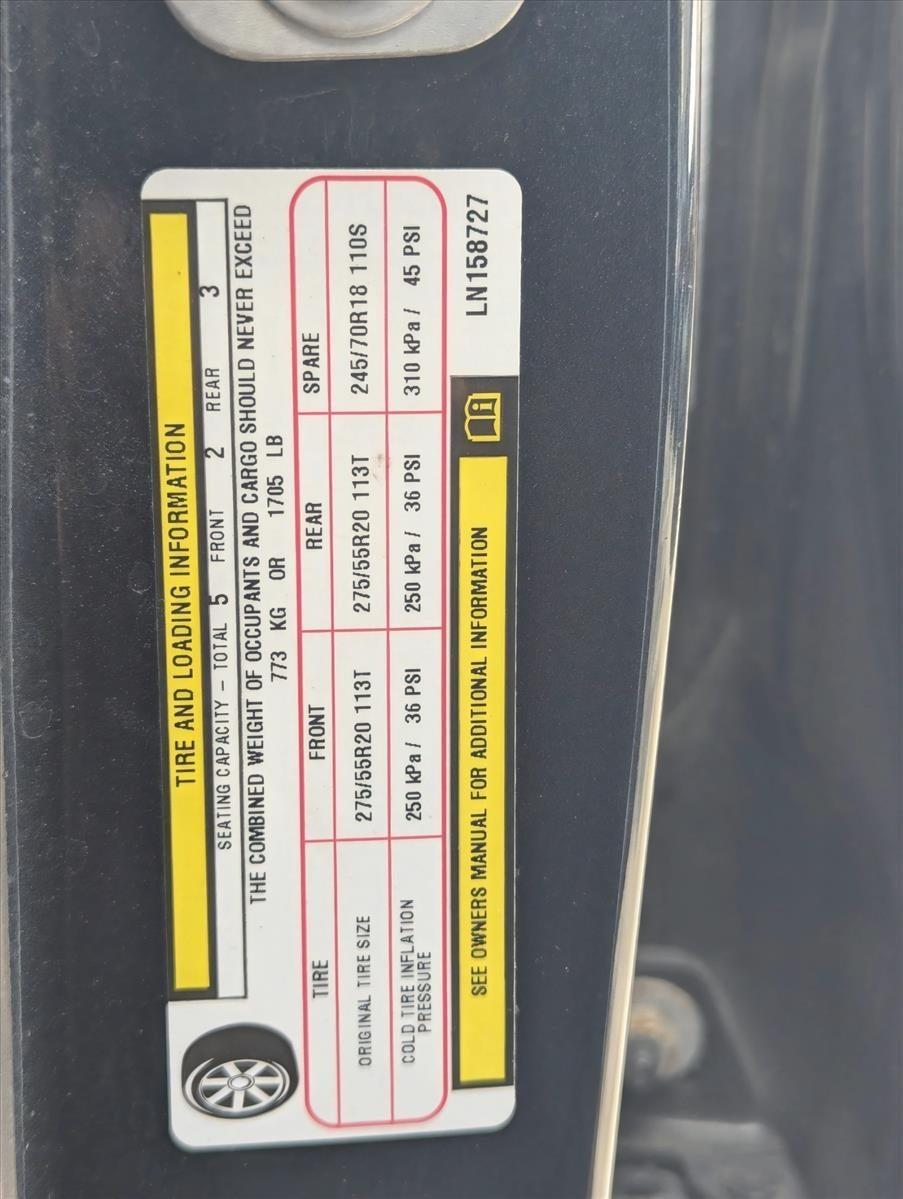 TIRE AND LOADING INFORMATION
SEATING CAPACITY - TOTAL 5 FRONT 2 REAR 3
THE COMBINED WEIGHT OF OCCUPANTS AND CARGO SHOULD NEVER EXCEED
773 KG OR 1705 LB
TIRE FRONT REAR SPARE
ORIGINAL TIRE SIZE 275/55R20 113T 275/55R20 113T 245/70R18 110S
COLD TIRE INFLATION
PRESSURE 250 kPa / 36 PSI 250 kPa / 36 PSI 310 kPa / 45 PSI
SEE OWNERS MANUAL FOR ADDITIONAL INFORMATION
LN158727